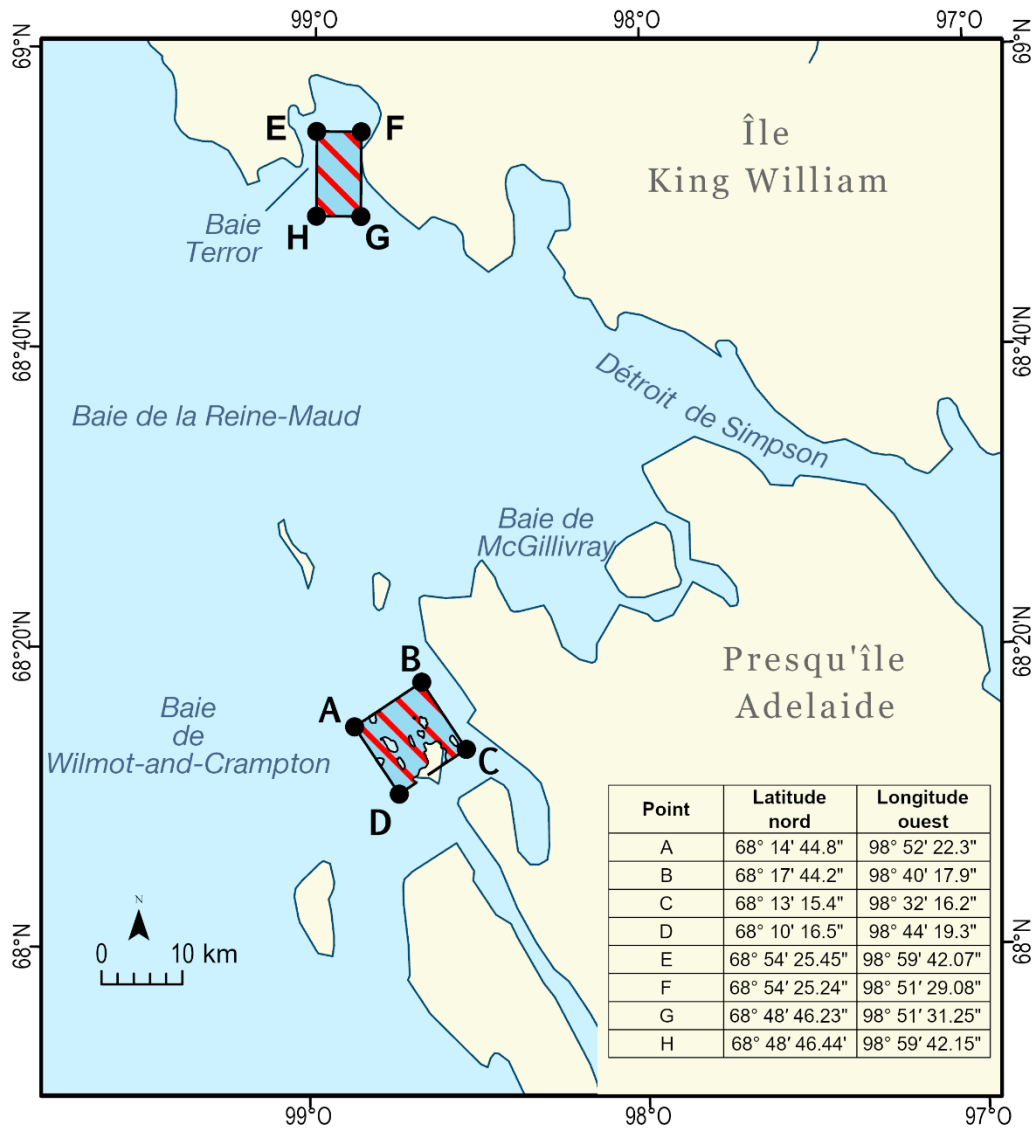 99°O 98°O 97°O
69°N 69°N
E F
Île
King William
Baie
Terror
H G
68°40'N 68°40'N
Détroit de Simpson
Baie de la Reine-Maud
Baie de
McGillivray
68°20'N 68°20'N
B
Presqu'île
Adelaide
A
Baie
de
Wilmot-and-Crampton
C
D
Point Latitude nord Longitude ouest
A 68° 14' 44.8" 98° 52' 22.3"
B 68° 17' 44.2" 98° 40' 17.9"
C 68° 13' 15.4" 98° 32' 16.2"
D 68° 10' 16.5" 98° 44' 19.3"
E 68° 54' 25.45" 98° 59' 42.07"
F 68° 54' 25.24" 98° 51' 29.08"
G 68° 48' 46.23" 98° 51' 31.25"
H 68° 48' 46.44' 98° 59' 42.15"
N
0 10 km
68°N 68°N
99°O 98°O 97°O